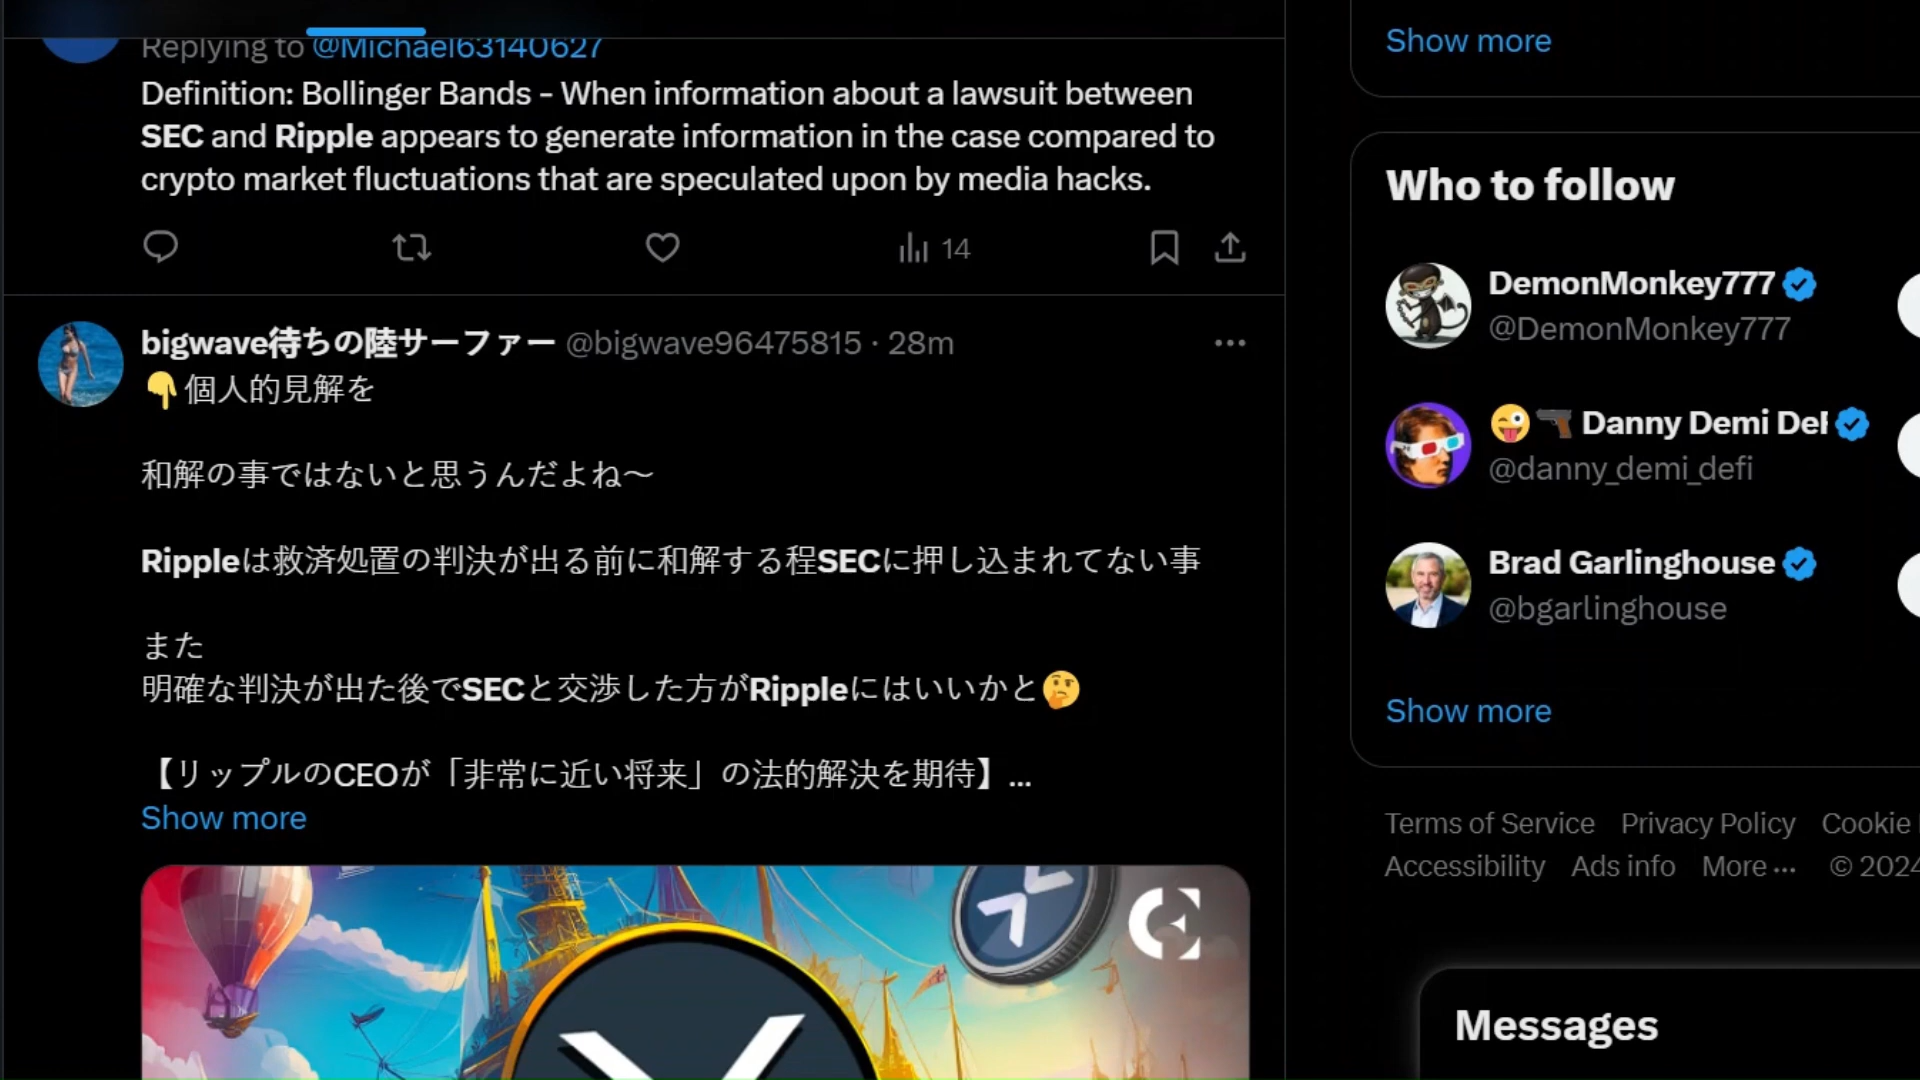 Replying to @Michael63140627
Definition: Bollinger Bands - When information about a lawsuit between
SEC and Ripple appears to generate information in the case compared to
crypto market fluctuations that are speculated upon by media hacks.
14
bigwave待ちの陸サーファー @bigwave96475815 · 28m
👇個人的見解を
和解の事ではないと思うんだよね〜
Rippleは救済処置の判決が出る前に和解する程SECに押し込まれてない事
また
明確な判決が出た後でSECと交渉した方がRippleにはいいかと🤔
【リップルのCEOが「非常に近い将来」の法的解決を期待】...
Show more
Show more
Who to follow
DemonMonkey777
@DemonMonkey777
😜🔫 Danny Demi DeF
@danny_demi_defi
Brad Garlinghouse
@bgarlinghouse
Show more
Terms of Service Privacy Policy Cookie
Accessibility Ads info More ... © 2024
Messages